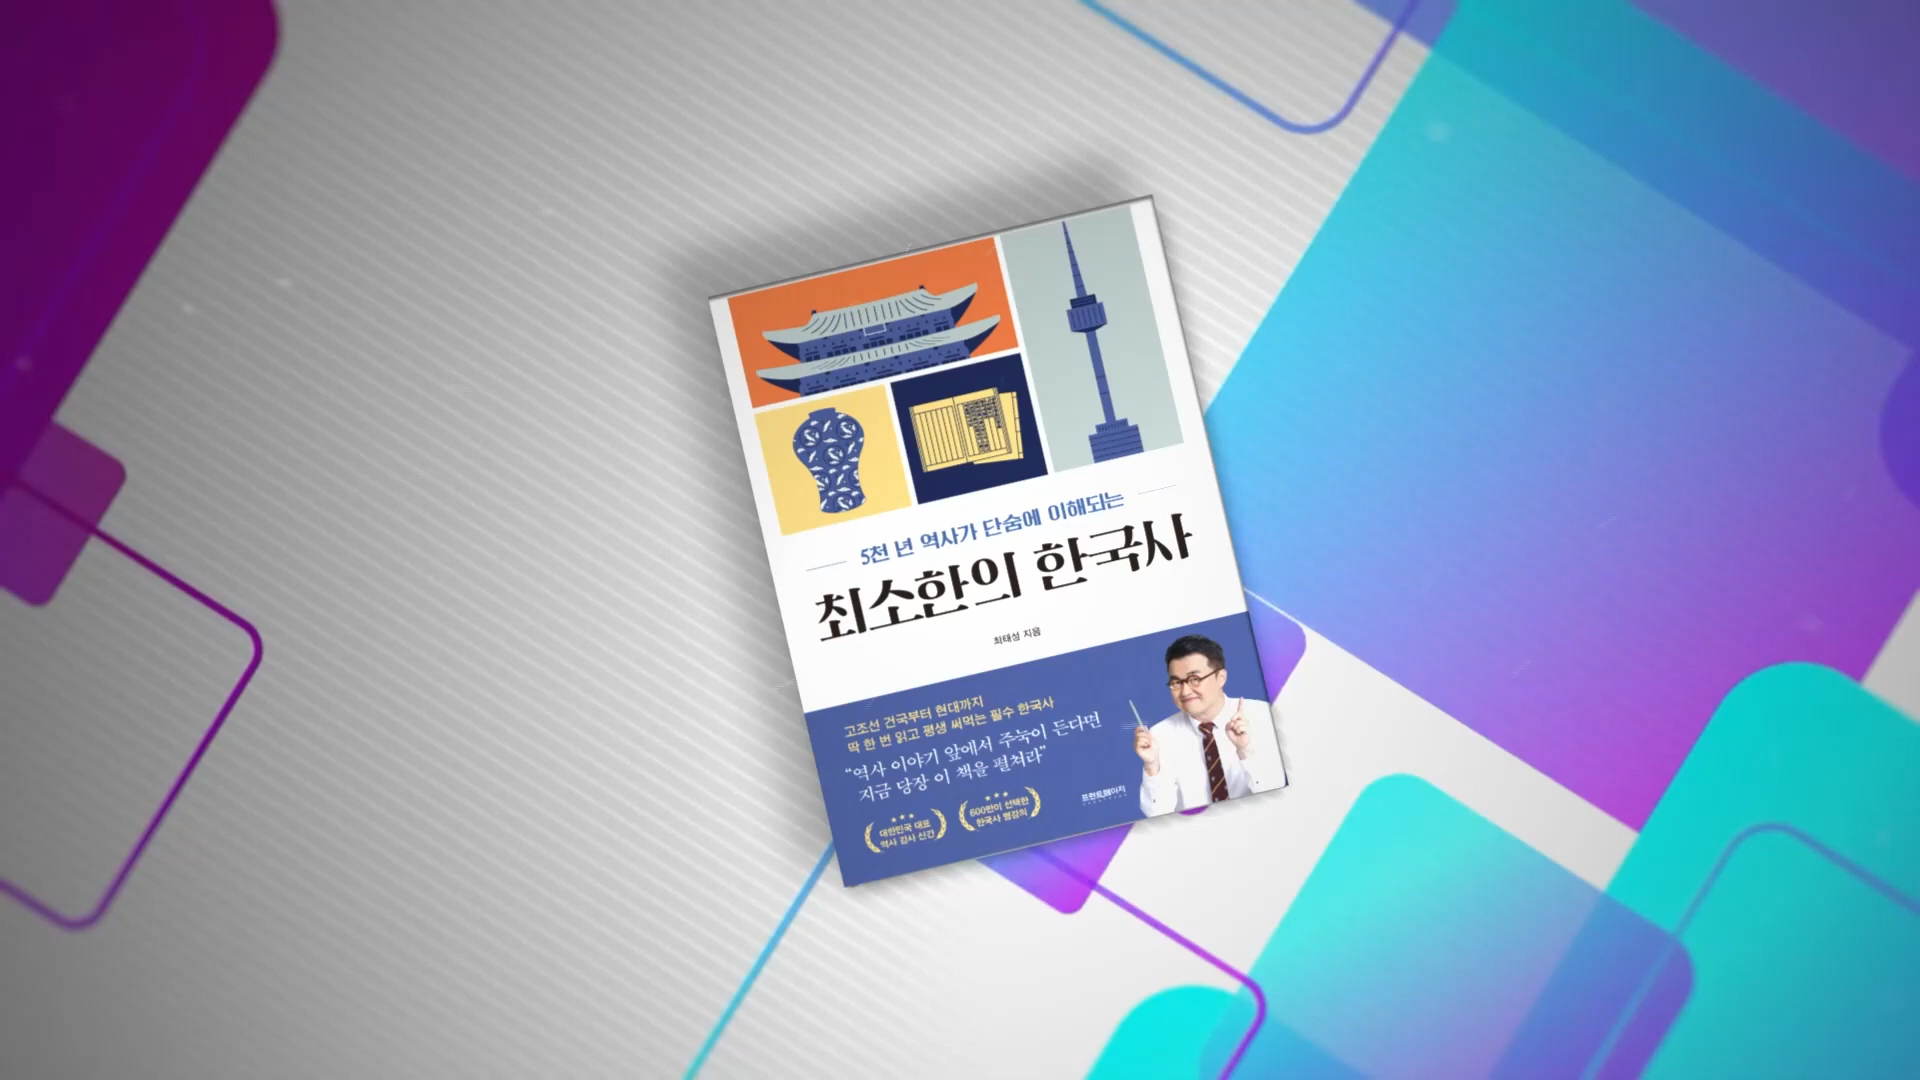 5천 년 역사가 단숨에 이해되는
최소한의 한국사
최태성 지음
고조선 건국부터 현대까지
딱 한 번 읽고 평생 써먹는 필수 한국사
“역사 이야기 앞에서 주눅이 든다면
지금 당장 이 책을 펼쳐라”
대한민국 대표
역사 강사 신간
600만이 선택한
한국사 명강의
프런트페이지